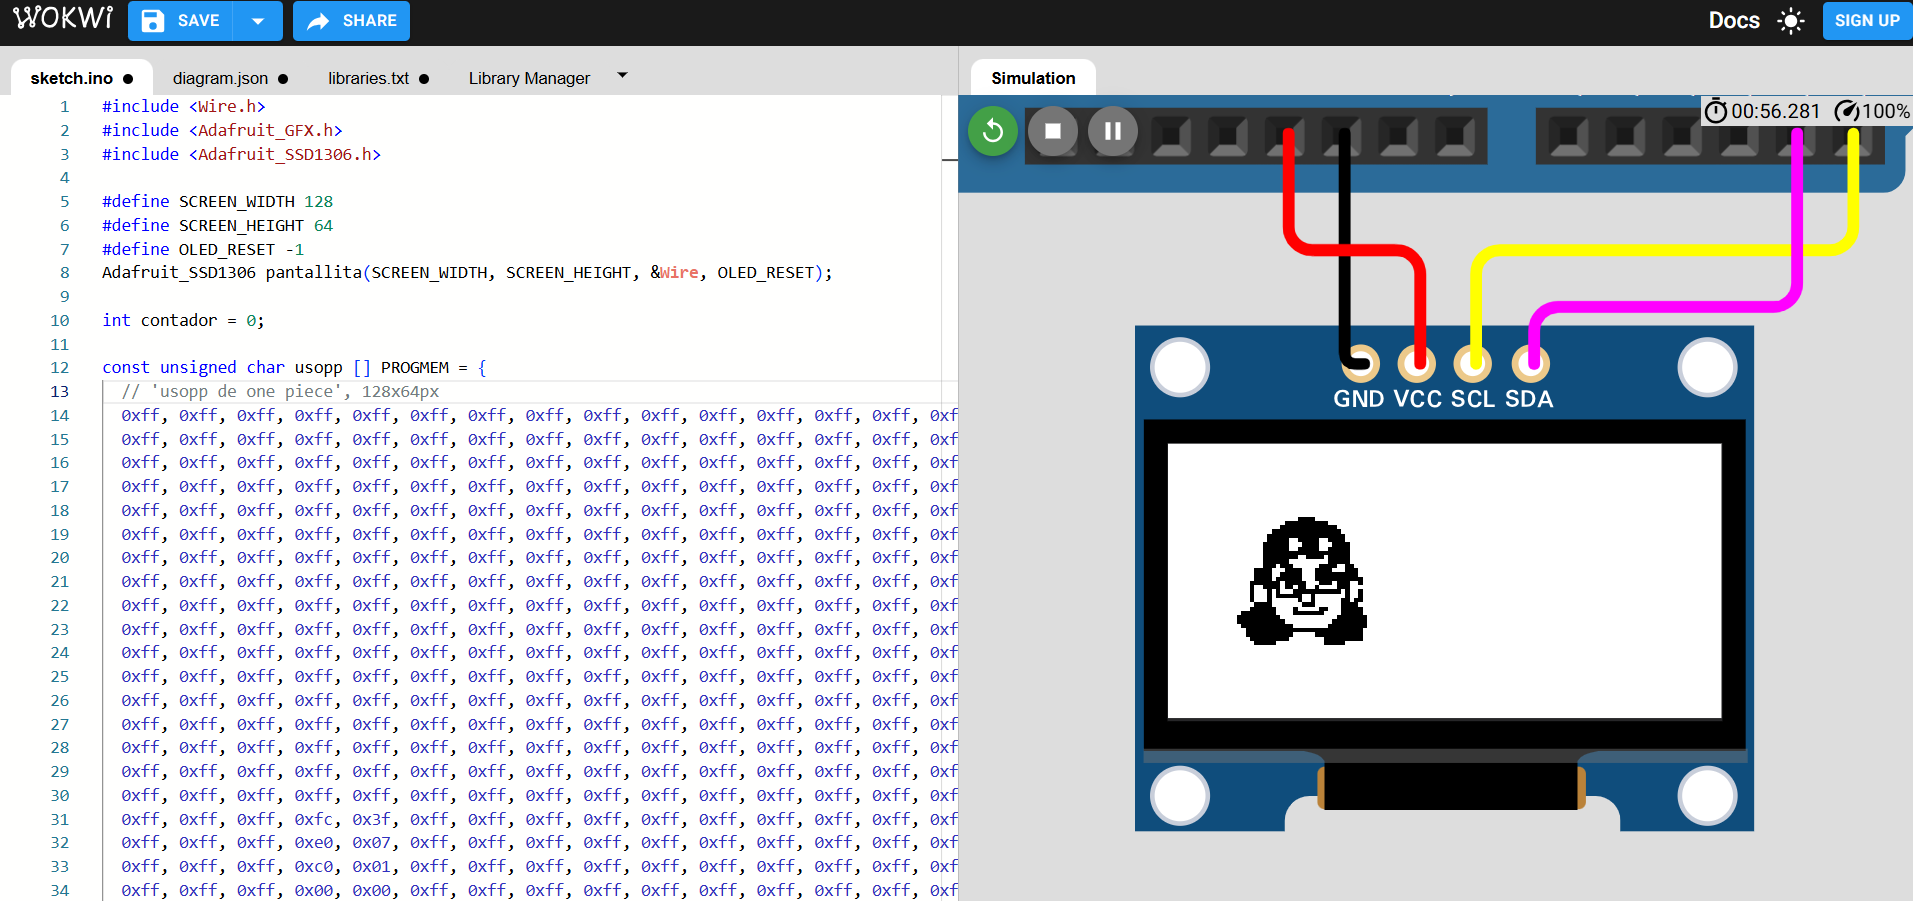 WOKWI SAVE SHARE Docs SIGN UP
sketch.ino ● diagram.json ● libraries.txt ● Library Manager Simulation
00:56.281 100%
1 #include <Wire.h>
2 #include <Adafruit_GFX.h>
3 #include <Adafruit_SSD1306.h>
4
5 #define SCREEN_WIDTH 128
6 #define SCREEN_HEIGHT 64
7 #define OLED_RESET -1
8 Adafruit_SSD1306 pantallita(SCREEN_WIDTH, SCREEN_HEIGHT, &Wire, OLED_RESET);
9
10 int contador = 0;
11
12 const unsigned char usopp [] PROGMEM = {
13 // 'usopp de one piece', 128x64px
14 0xff, 0xff, 0xff, 0xff, 0xff, 0xff, 0xff, 0xff, 0xff, 0xff, 0xff, 0xff, 0xff, 0xff, 0xf
15 0xff, 0xff, 0xff, 0xff, 0xff, 0xff, 0xff, 0xff, 0xff, 0xff, 0xff, 0xff, 0xff, 0xff, 0xf
16 0xff, 0xff, 0xff, 0xff, 0xff, 0xff, 0xff, 0xff, 0xff, 0xff, 0xff, 0xff, 0xff, 0xff, 0xf
17 0xff, 0xff, 0xff, 0xff, 0xff, 0xff, 0xff, 0xff, 0xff, 0xff, 0xff, 0xff, 0xff, 0xff, 0xf
18 0xff, 0xff, 0xff, 0xff, 0xff, 0xff, 0xff, 0xff, 0xff, 0xff, 0xff, 0xff, 0xff, 0xff, 0xf
19 0xff, 0xff, 0xff, 0xff, 0xff, 0xff, 0xff, 0xff, 0xff, 0xff, 0xff, 0xff, 0xff, 0xff, 0xf
20 0xff, 0xff, 0xff, 0xff, 0xff, 0xff, 0xff, 0xff, 0xff, 0xff, 0xff, 0xff, 0xff, 0xff, 0xf
21 0xff, 0xff, 0xff, 0xff, 0xff, 0xff, 0xff, 0xff, 0xff, 0xff, 0xff, 0xff, 0xff, 0xff, 0xf
22 0xff, 0xff, 0xff, 0xff, 0xff, 0xff, 0xff, 0xff, 0xff, 0xff, 0xff, 0xff, 0xff, 0xff, 0xf
23 0xff, 0xff, 0xff, 0xff, 0xff, 0xff, 0xff, 0xff, 0xff, 0xff, 0xff, 0xff, 0xff, 0xff, 0xf
24 0xff, 0xff, 0xff, 0xff, 0xff, 0xff, 0xff, 0xff, 0xff, 0xff, 0xff, 0xff, 0xff, 0xff, 0xf
25 0xff, 0xff, 0xff, 0xff, 0xff, 0xff, 0xff, 0xff, 0xff, 0xff, 0xff, 0xff, 0xff, 0xff, 0xf
26 0xff, 0xff, 0xff, 0xff, 0xff, 0xff, 0xff, 0xff, 0xff, 0xff, 0xff, 0xff, 0xff, 0xff, 0xf
27 0xff, 0xff, 0xff, 0xff, 0xff, 0xff, 0xff, 0xff, 0xff, 0xff, 0xff, 0xff, 0xff, 0xff, 0xf
28 0xff, 0xff, 0xff, 0xff, 0xff, 0xff, 0xff, 0xff, 0xff, 0xff, 0xff, 0xff, 0xff, 0xff, 0xf
29 0xff, 0xff, 0xff, 0xff, 0xff, 0xff, 0xff, 0xff, 0xff, 0xff, 0xff, 0xff, 0xff, 0xff, 0xf
30 0xff, 0xff, 0xff, 0xff, 0xff, 0xff, 0xff, 0xff, 0xff, 0xff, 0xff, 0xff, 0xff, 0xff, 0xf
31 0xff, 0xff, 0xff, 0xfc, 0x3f, 0xff, 0xff, 0xff, 0xff, 0xff, 0xff, 0xff, 0xff, 0xff, 0xf
32 0xff, 0xff, 0xff, 0xe0, 0x07, 0xff, 0xff, 0xff, 0xff, 0xff, 0xff, 0xff, 0xff, 0xff, 0xf
33 0xff, 0xff, 0xff, 0xc0, 0x01, 0xff, 0xff, 0xff, 0xff, 0xff, 0xff, 0xff, 0xff, 0xff, 0xf
34 0xff, 0xff, 0xff, 0x00, 0x00, 0xff, 0xff, 0xff, 0xff, 0xff, 0xff, 0xff, 0xff, 0xff, 0xf
GND VCC SCL SDA